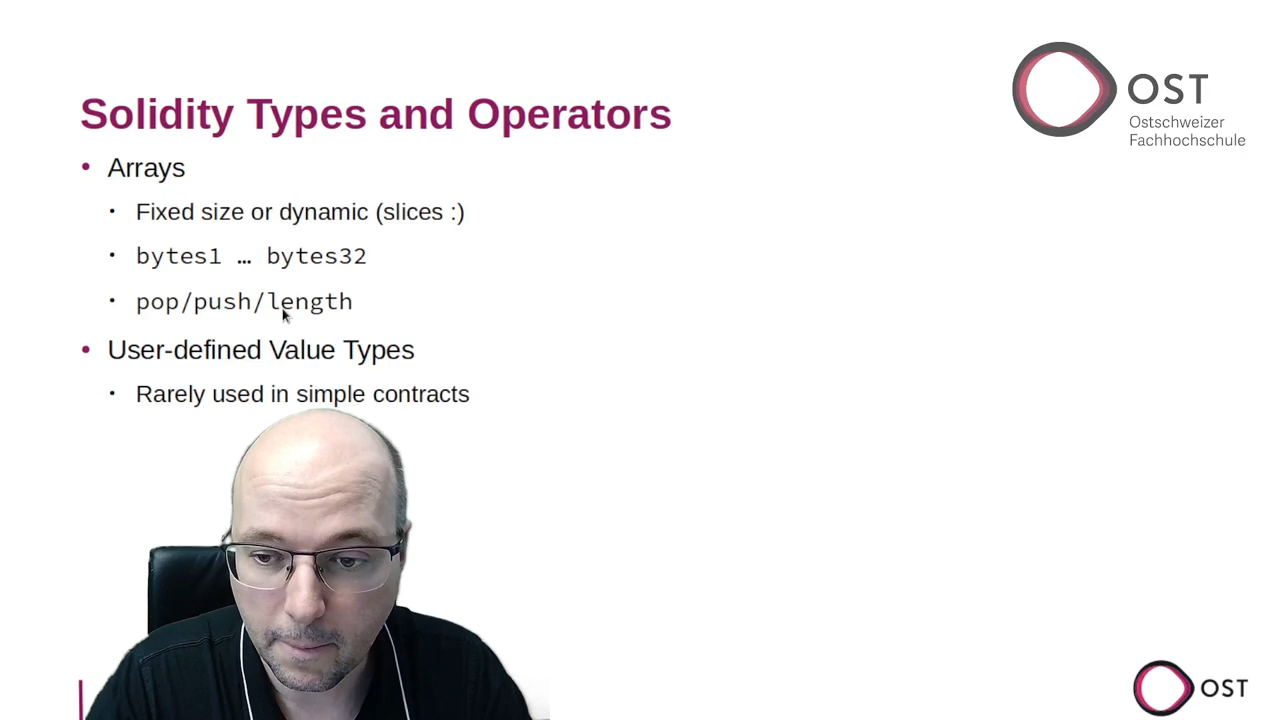 Solidity Types and Operators
OST
Ostschweizer
Fachhochschule
• Arrays
• Fixed size or dynamic (slices :)
• bytes1 … bytes32
• pop/push/length
• User-defined Value Types
• Rarely used in simple contracts
OST